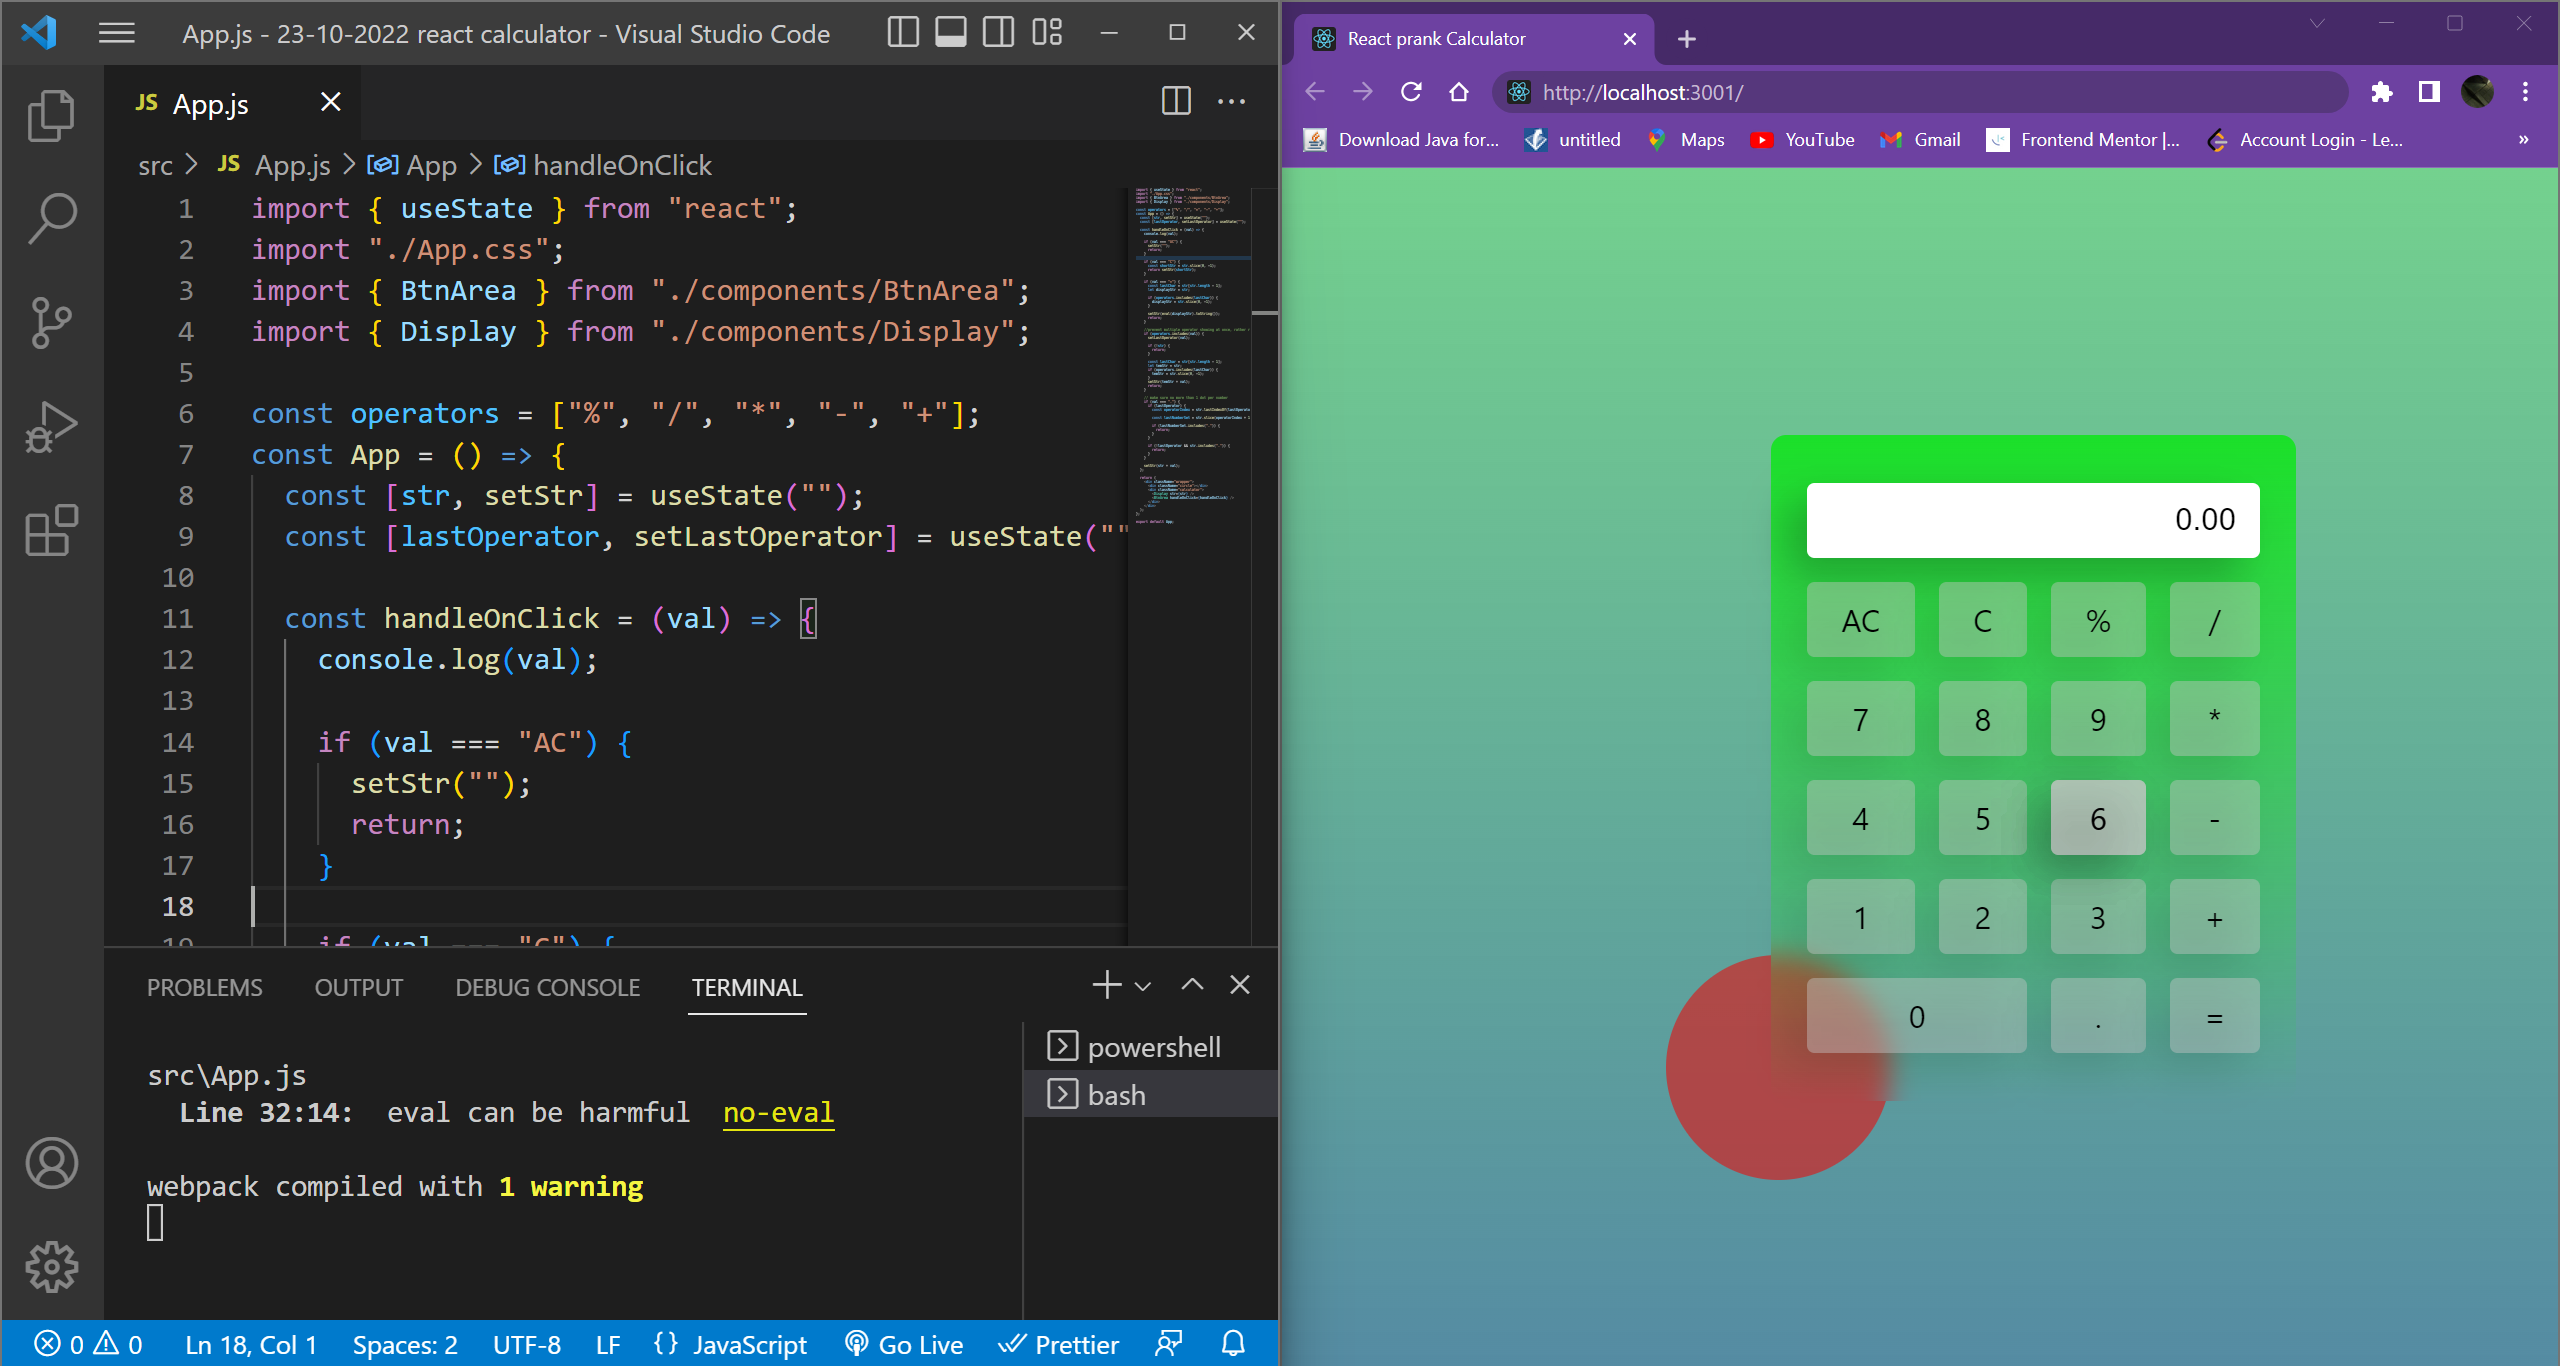 App.js - 23-10-2022 react calculator - Visual Studio Code
JS App.js
src > JS App.js > App > handleOnClick
1 import { useState } from "react";
2 import "./App.css";
3 import { BtnArea } from "./components/BtnArea";
4 import { Display } from "./components/Display";
5
6 const operators = ["%", "/", "*", "-", "+"];
7 const App = () => {
8 const [str, setStr] = useState("");
9 const [lastOperator, setLastOperator] = useState(""
10
11 const handleOnClick = (val) => {
12 console.log(val);
13
14 if (val === "AC") {
15 setStr("");
16 return;
17 }
18
19 if (val === "C") {
PROBLEMS OUTPUT DEBUG CONSOLE TERMINAL
src\App.js
Line 32:14: eval can be harmful no-eval
webpack compiled with 1 warning
powershell
bash
0 0 Ln 18, Col 1 Spaces: 2 UTF-8 LF {} JavaScript Go Live Prettier
React prank Calculator
http://localhost:3001/
Download Java for... untitled Maps YouTube Gmail Frontend Mentor |... Account Login - Le... »
0.00
AC C % /
7 8 9 *
4 5 6 -
1 2 3 +
0 . =